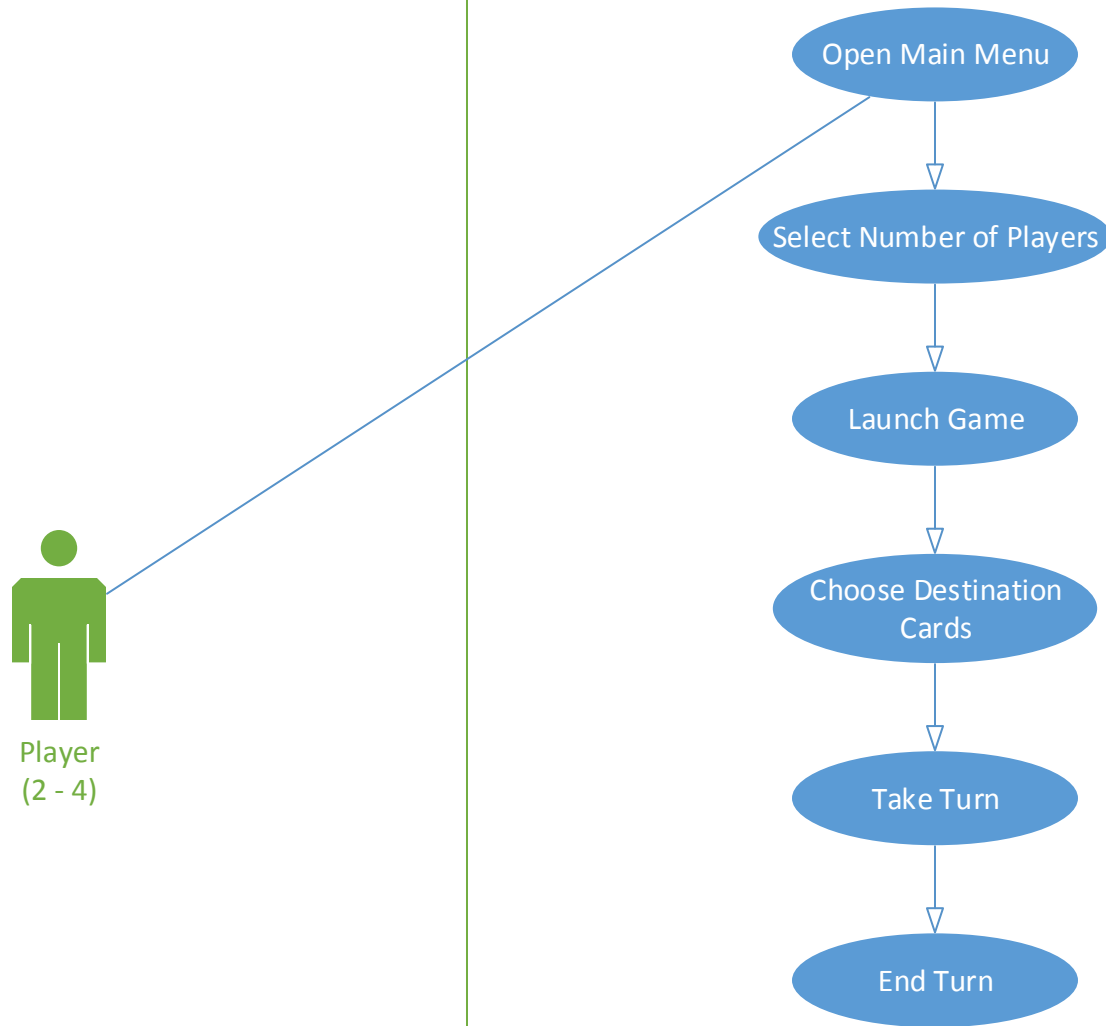 Open Main Menu
Select Number of Players
Launch Game
Choose Destination
Cards
Take Turn
End Turn
Player
(2 - 4)